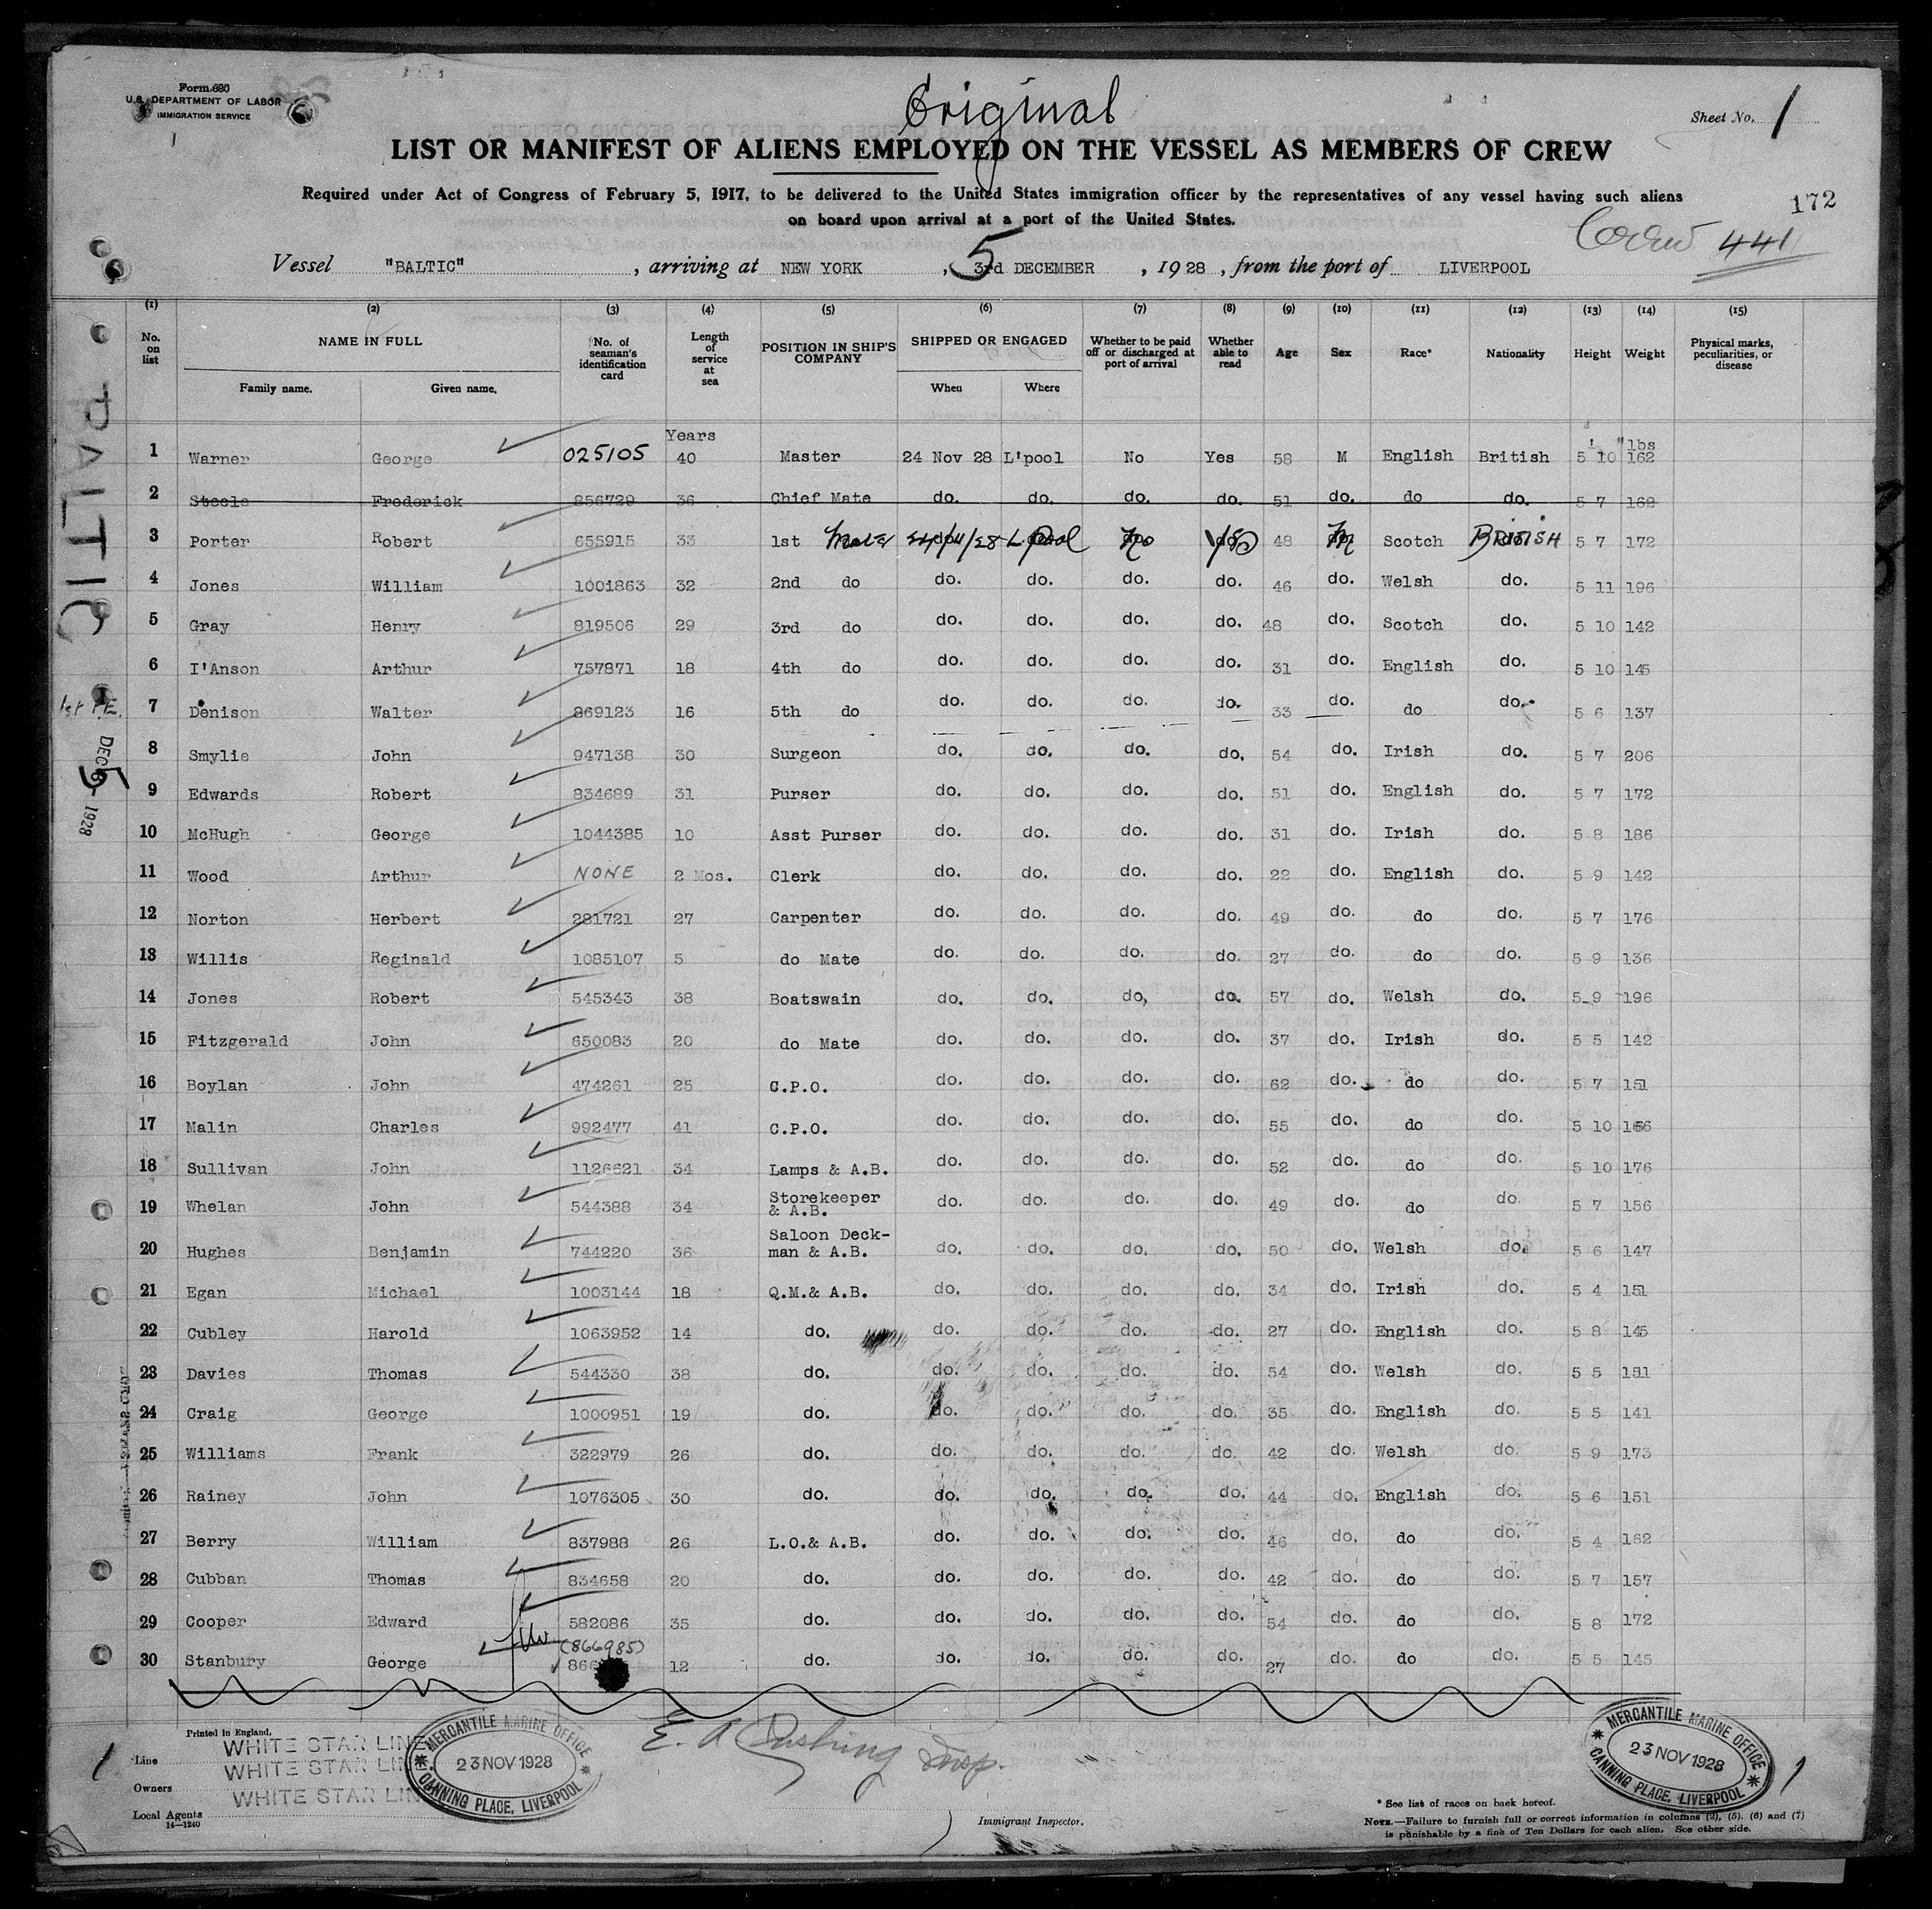 Form 680
U.S. DEPARTMENT OF LABOR
IMMIGRATION SERVICE
Original
Sheet No. 1
LIST OR MANIFEST OF ALIENS EMPLOYED ON THE VESSEL AS MEMBERS OF CREW
Required under Act of Congress of February 5, 1917, to be delivered to the United States immigration officer by the representatives of any vessel having such aliens
on board upon arrival at a port of the United States.
172
Crew 441
Vessel "BALTIC", arriving at NEW YORK, 5 3rd DECEMBER, 1928, from the port of LIVERPOOL
(1) (2) (3) (4) (5) (6) (7) (8) (9) (10) (11) (12) (13) (14) (15)
No. on list NAME IN FULL Family name. Given name. No. of seaman's identification card Length of service at sea POSITION IN SHIP'S COMPANY SHIPPED OR ENGAGED When Where Whether to be paid off or discharged at port of arrival Whether able to read Age Sex Race* Nationality Height Weight Physical marks, peculiarities, or disease
Years ' " lbs
1 Warner George 025105 40 Master 24 Nov 28 L'pool No Yes 58 M English British 5 10 162
2 Steele Frederick 856729 36 Chief Mate do. do. do. do. 51 do. do do. 5 7 162
3 Porter Robert 655915 33 1st Mate 24/11/28 L'pool No Yes 48 M Scotch BRITISH 5 7 172
4 Jones William 1001863 32 2nd do do. do. do. do. 46 do. Welsh do. 5 11 196
5 Gray Henry 819506 29 3rd do do. do. do. do. 48 do. Scotch do. 5 10 142
6 I'Anson Arthur 757871 18 4th do do. do. do. do. 31 do. English do. 5 10 145
7 Denison Walter 869123 16 5th do do. do. do. do. 33 do. do do. 5 6 137
8 Smylie John 947138 30 Surgeon do. do. do. do. 54 do. Irish do. 5 7 206
9 Edwards Robert 834689 31 Purser do. do. do. do. 51 do. English do. 5 7 172
10 McHugh George 1044385 10 Asst Purser do. do. do. do. 31 do. Irish do. 5 8 186
11 Wood Arthur NONE 2 Mos. Clerk do. do. do. do. 22 do. English do. 5 9 142
12 Norton Herbert 281721 27 Carpenter do. do. do. do. 49 do. do do. 5 7 176
13 Willis Reginald 1085107 5 do Mate do. do. do. do. 27 do. do do. 5 9 136
14 Jones Robert 545343 38 Boatswain do. do. do. do. 57 do. Welsh do. 5 9 196
15 Fitzgerald John 650083 20 do Mate do. do. do. do. 37 do. Irish do. 5 5 142
16 Boylan John 474261 25 C.P.O. do. do. do. do. 62 do. do do. 5 7 151
17 Malin Charles 992477 41 C.P.O. do. do. do. do. 55 do. do do. 5 10 166
18 Sullivan John 1126621 34 Lamps & A.B. do. do. do. do. 52 do. do do. 5 10 176
19 Whelan John 544388 34 Storekeeper & A.B. do. do. do. do. 49 do. do do. 5 7 156
20 Hughes Benjamin 744220 36 Saloon Deck-man & A.B. do. do. do. do. 50 do. Welsh do. 5 6 147
21 Egan Michael 1003144 18 Q.M.& A.B. do. do. do. do. 34 do. Irish do. 5 4 151
22 Cubley Harold 1063952 14 do. do. do. do. do. 27 do. English do. 5 8 145
23 Davies Thomas 544330 38 do. do. do. do. do. 54 do. Welsh do. 5 5 151
24 Craig George 1000951 19 do. do. do. do. do. 35 do. English do. 5 5 141
25 Williams Frank 322979 26 do. do. do. do. do. 42 do. Welsh do. 5 9 173
26 Rainey John 1076305 30 do. do. do. do. do. 44 do. English do. 5 6 151
27 Berry William 837988 26 L.O.& A.B. do. do. do. do. 46 do. do do. 5 4 162
28 Cubban Thomas 834658 20 do. do. do. do. do. 42 do. do do. 5 7 157
29 Cooper Edward 582086 35 do. do. do. do. do. 54 do. do do. 5 8 172
(866985)
30 Stanbury George 866 12 do. do. do. do. do. 27 do. do do. 5 5 145
BALTIC
1st P.E.
DEC 5 1928
Printed in England.
Line WHITE STAR LINE
WHITE STAR LINE
Owners
WHITE STAR LIN
Local Agents
14—1240
1
MERCANTILE MARINE OFFICE
23 NOV 1928
CANNING PLACE, LIVERPOOL
E. A Cushing Insp.
Immigrant Inspector.
MERCANTILE MARINE OFFICE
23 NOV 1928
CANNING PLACE, LIVERPOOL
1
* See list of races on back hereof.
NOTE.—Failure to furnish full or correct information in columns (2), (5), (6) and (7)
is punishable by a fine of Ten Dollars for each alien. See other side.